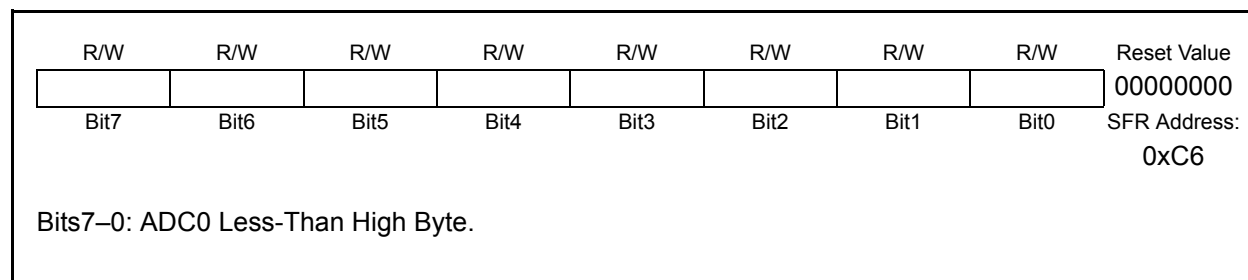 R/W R/W R/W R/W R/W R/W R/W R/W Reset Value
00000000
Bit7 Bit6 Bit5 Bit4 Bit3 Bit2 Bit1 Bit0 SFR Address:
0xC6
Bits7–0: ADC0 Less-Than High Byte.